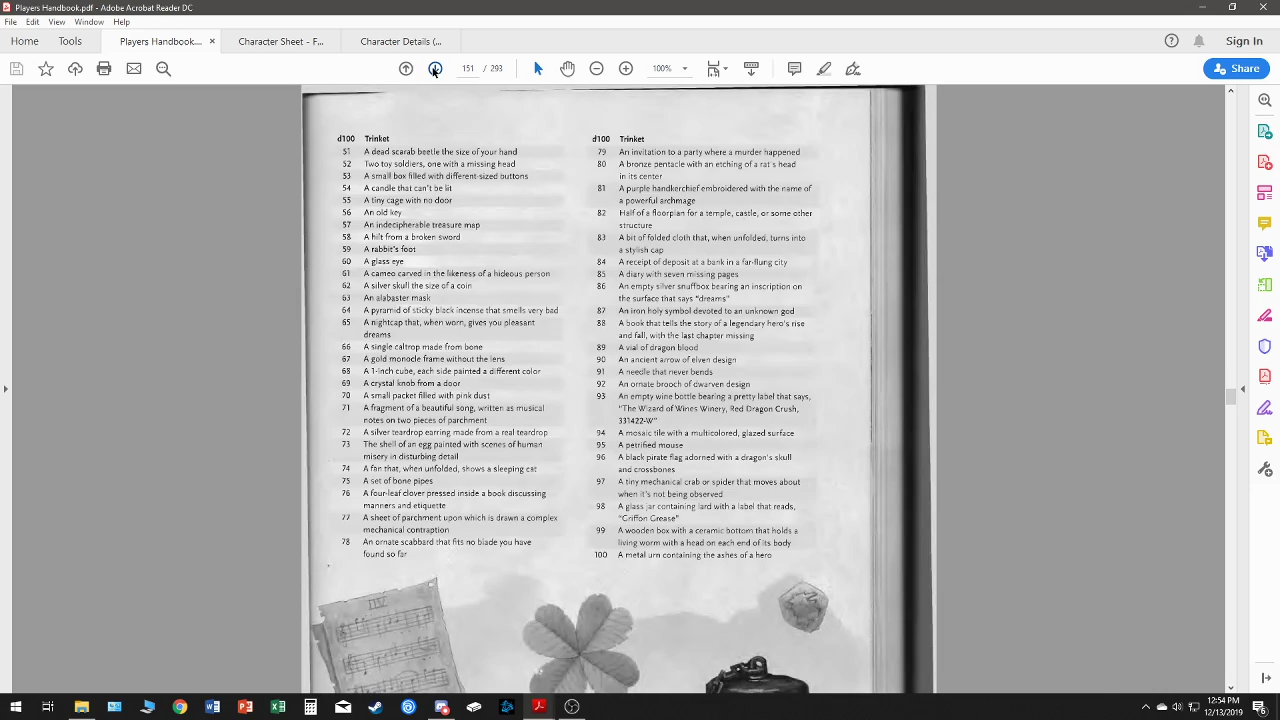 Players Handbook.pdf - Adobe Acrobat Reader DC
File Edit View Window Help
Home Tools Players Handbook.... × Character Sheet - F... Character Details (...
Sign In
151 / 293
100%
Share
d100 Trinket
51 A dead scarab beetle the size of your hand
52 Two toy soldiers, one with a missing head
53 A small box filled with different-sized buttons
54 A candle that can't be lit
55 A tiny cage with no door
56 An old key
57 An indecipherable treasure map
58 A hilt from a broken sword
59 A rabbit's foot
60 A glass eye
61 A cameo carved in the likeness of a hideous person
62 A silver skull the size of a coin
63 An alabaster mask
64 A pyramid of sticky black incense that smells very bad
65 A nightcap that, when worn, gives you pleasant
dreams
66 A single caltrop made from bone
67 A gold monocle frame without the lens
68 A 1-inch cube, each side painted a different color
69 A crystal knob from a door
70 A small packet filled with pink dust
71 A fragment of a beautiful song, written as musical
notes on two pieces of parchment
72 A silver teardrop earring made from a real teardrop
73 The shell of an egg painted with scenes of human
misery in disturbing detail
74 A fan that, when unfolded, shows a sleeping cat
75 A set of bone pipes
76 A four-leaf clover pressed inside a book discussing
manners and etiquette
77 A sheet of parchment upon which is drawn a complex
mechanical contraption
78 An ornate scabbard that fits no blade you have
found so far
d100 Trinket
79 An invitation to a party where a murder happened
80 A bronze pentacle with an etching of a rat's head
in its center
81 A purple handkerchief embroidered with the name of
a powerful archmage
82 Half of a floorplan for a temple, castle, or some other
structure
83 A bit of folded cloth that, when unfolded, turns into
a stylish cap
84 A receipt of deposit at a bank in a far-flung city
85 A diary with seven missing pages
86 An empty silver snuffbox bearing an inscription on
the surface that says "dreams"
87 An iron holy symbol devoted to an unknown god
88 A book that tells the story of a legendary hero's rise
and fall, with the last chapter missing
89 A vial of dragon blood
90 An ancient arrow of elven design
91 A needle that never bends
92 An ornate brooch of dwarven design
93 An empty wine bottle bearing a pretty label that says,
"The Wizard of Wines Winery, Red Dragon Crush,
331422-W"
94 A mosaic tile with a multicolored, glazed surface
95 A petrified mouse
96 A black pirate flag adorned with a dragon's skull
and crossbones
97 A tiny mechanical crab or spider that moves about
when it's not being observed
98 A glass jar containing lard with a label that reads,
"Griffon Grease"
99 A wooden box with a ceramic bottom that holds a
living worm with a head on each end of its body
100 A metal urn containing the ashes of a hero
12:54 PM
12/13/2019